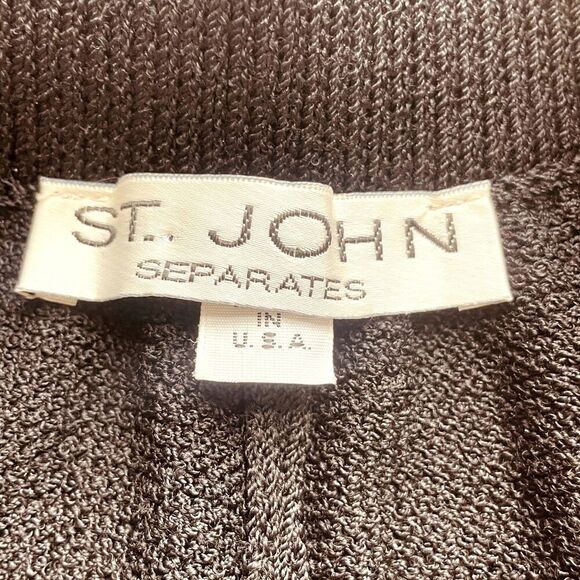 ST. JOHN
SEPARATES
IN
U.S.A.